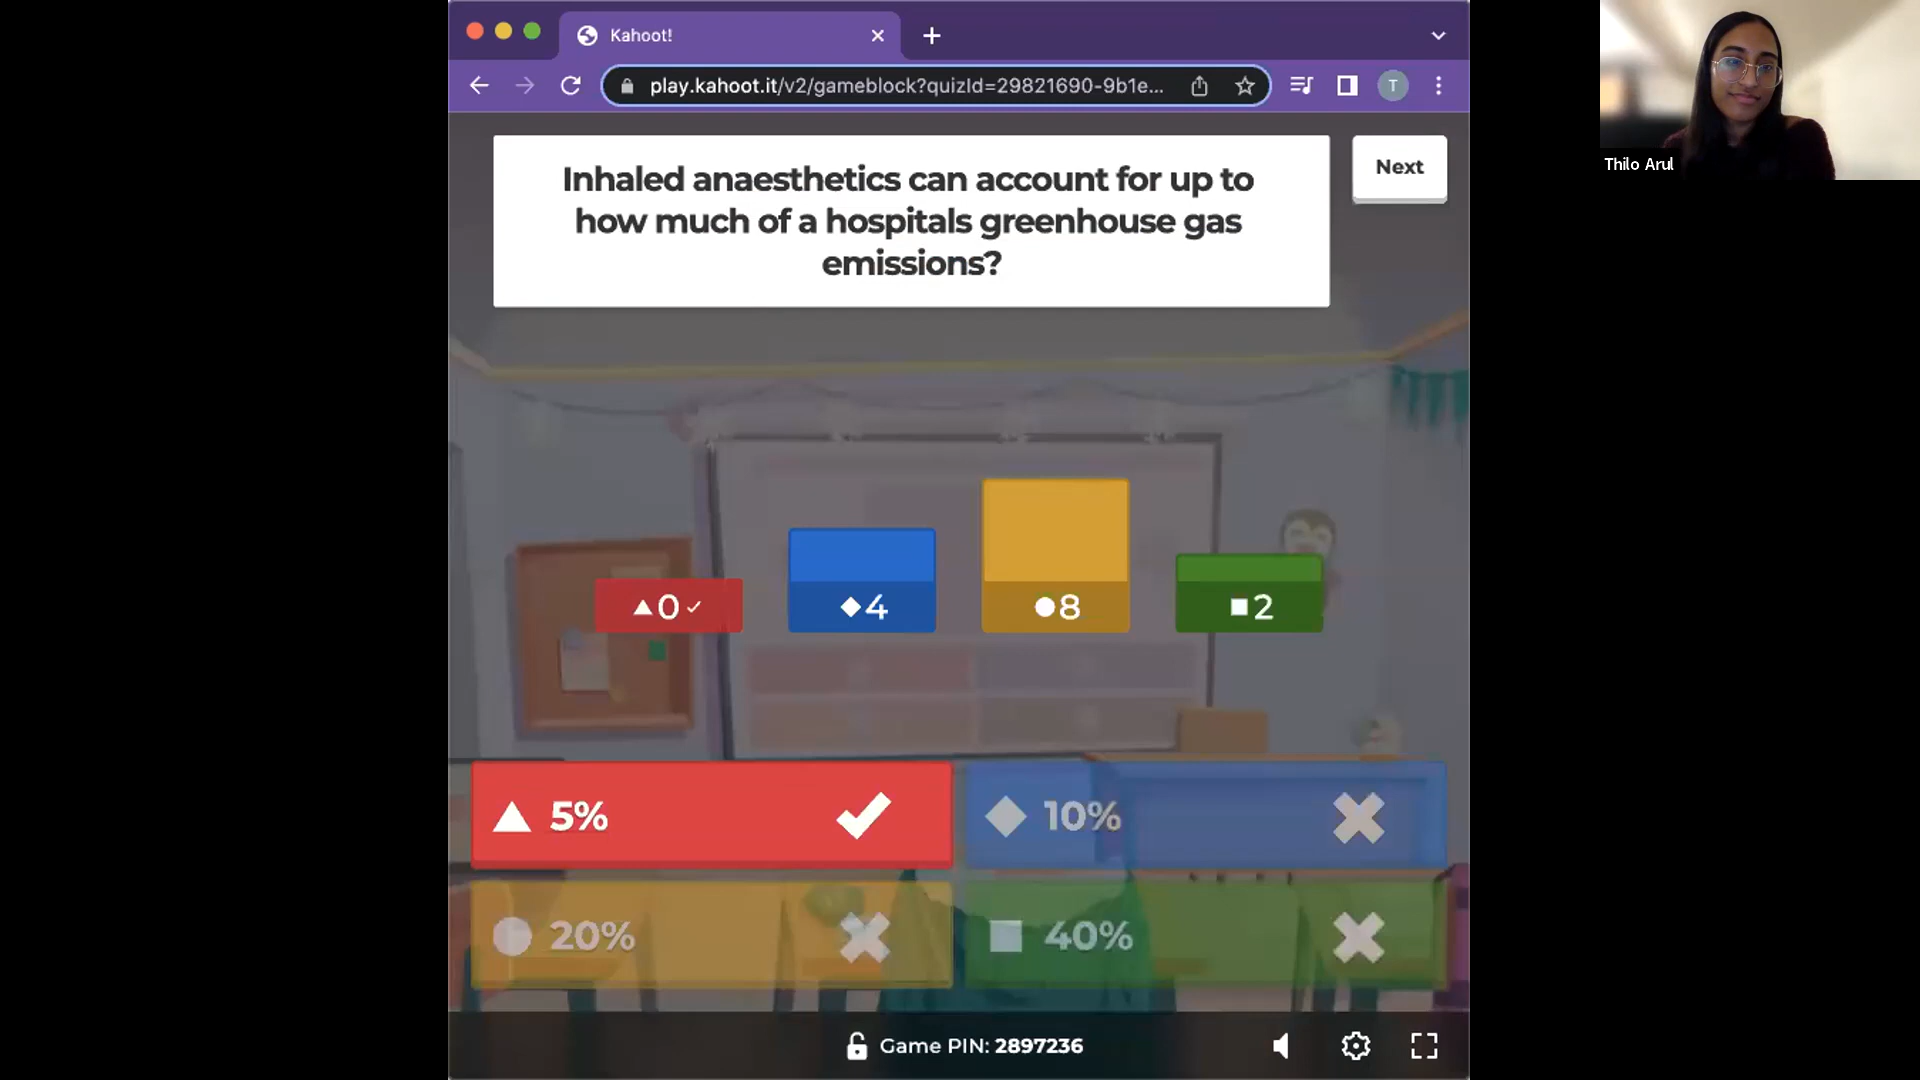 Kahoot!
play.kahoot.it/v2/gameblock?quizId=29821690-9b1e...
T
Inhaled anaesthetics can account for up to
how much of a hospitals greenhouse gas
emissions?
Next
Thilo Arul
0
4
8
2
5%
10%
20%
40%
Game PIN: 2897236